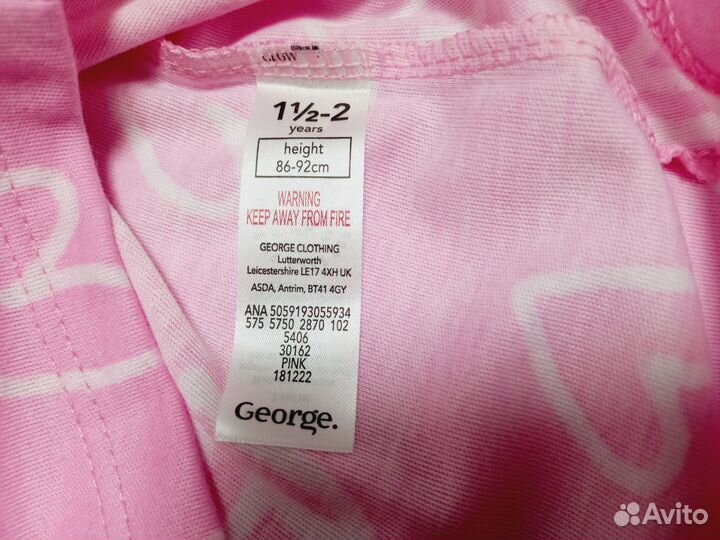 1½-2
years
height
86-92cm
WARNING
KEEP AWAY FROM FIRE
GEORGE CLOTHING
Lutterworth
Leicestershire LE17 4XH UK
ASDA, Antrim, BT41 4GY
ANA 5059193055934
575 5750 2870 102
5406
30162
PINK
181222
George.
Avito